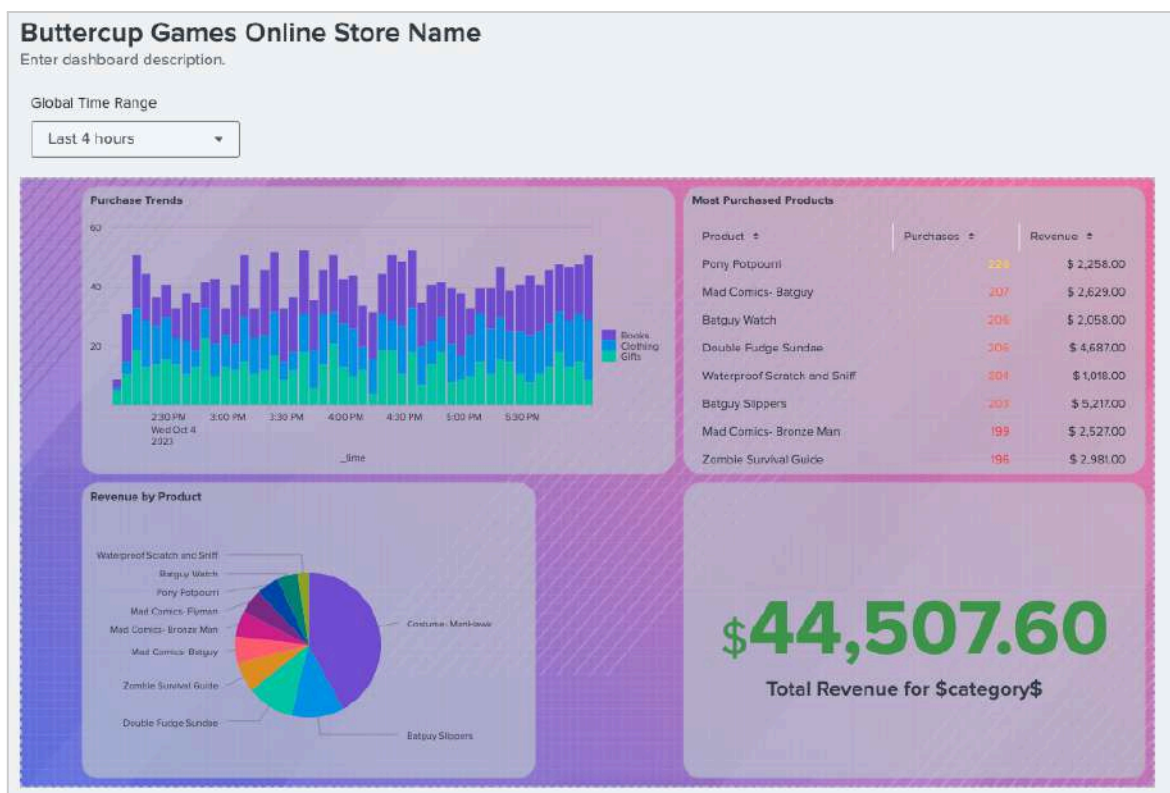 Buttercup Games Online Store Name
Enter dashboard description.
Global Time Range
Last 4 hours
Purchase Trends
60
40
20
2:30 PM 3:00 PM 3:30 PM 4:00 PM 4:30 PM 5:00 PM 5:30 PM
Wed Oct 4
2023
_time
Books
Clothing
Gifts
Most Purchased Products
Product Purchases Revenue
Pony Potpourri $ 2,258.00
Mad Comics- Batguy 207 $ 2,629.00
Batguy Watch 206 $ 2,058.00
Double Fudge Sundae 206 $ 4,687.00
Waterproof Scratch and Sniff 204 $ 1,018.00
Batguy Slippers 203 $ 5,217.00
Mad Comics- Bronze Man 199 $ 2,527.00
Zombie Survival Guide 196 $ 2,981.00
Revenue by Product
Waterproof Scratch and Sniff
Batguy Watch
Pony Potpourri
Mad Comics- Flyman
Mad Comics- Bronze Man
Mad Comics- Batguy
Zombie Survival Guide
Double Fudge Sundae
Costume- ManHawk
Batguy Slippers
$44,507.60
Total Revenue for $category$